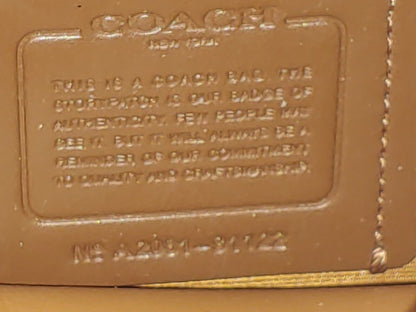 COACH
NEW YORK
THIS IS A COACH BAG. THE
STORYPATCH IS OUR BADGE OF
AUTHENTICITY. FEW PEOPLE MAY
SEE IT, BUT IT WILL ALWAYS BE A
REMINDER OF OUR COMMITMENT
TO QUALITY AND CRAFTSMANSHIP.